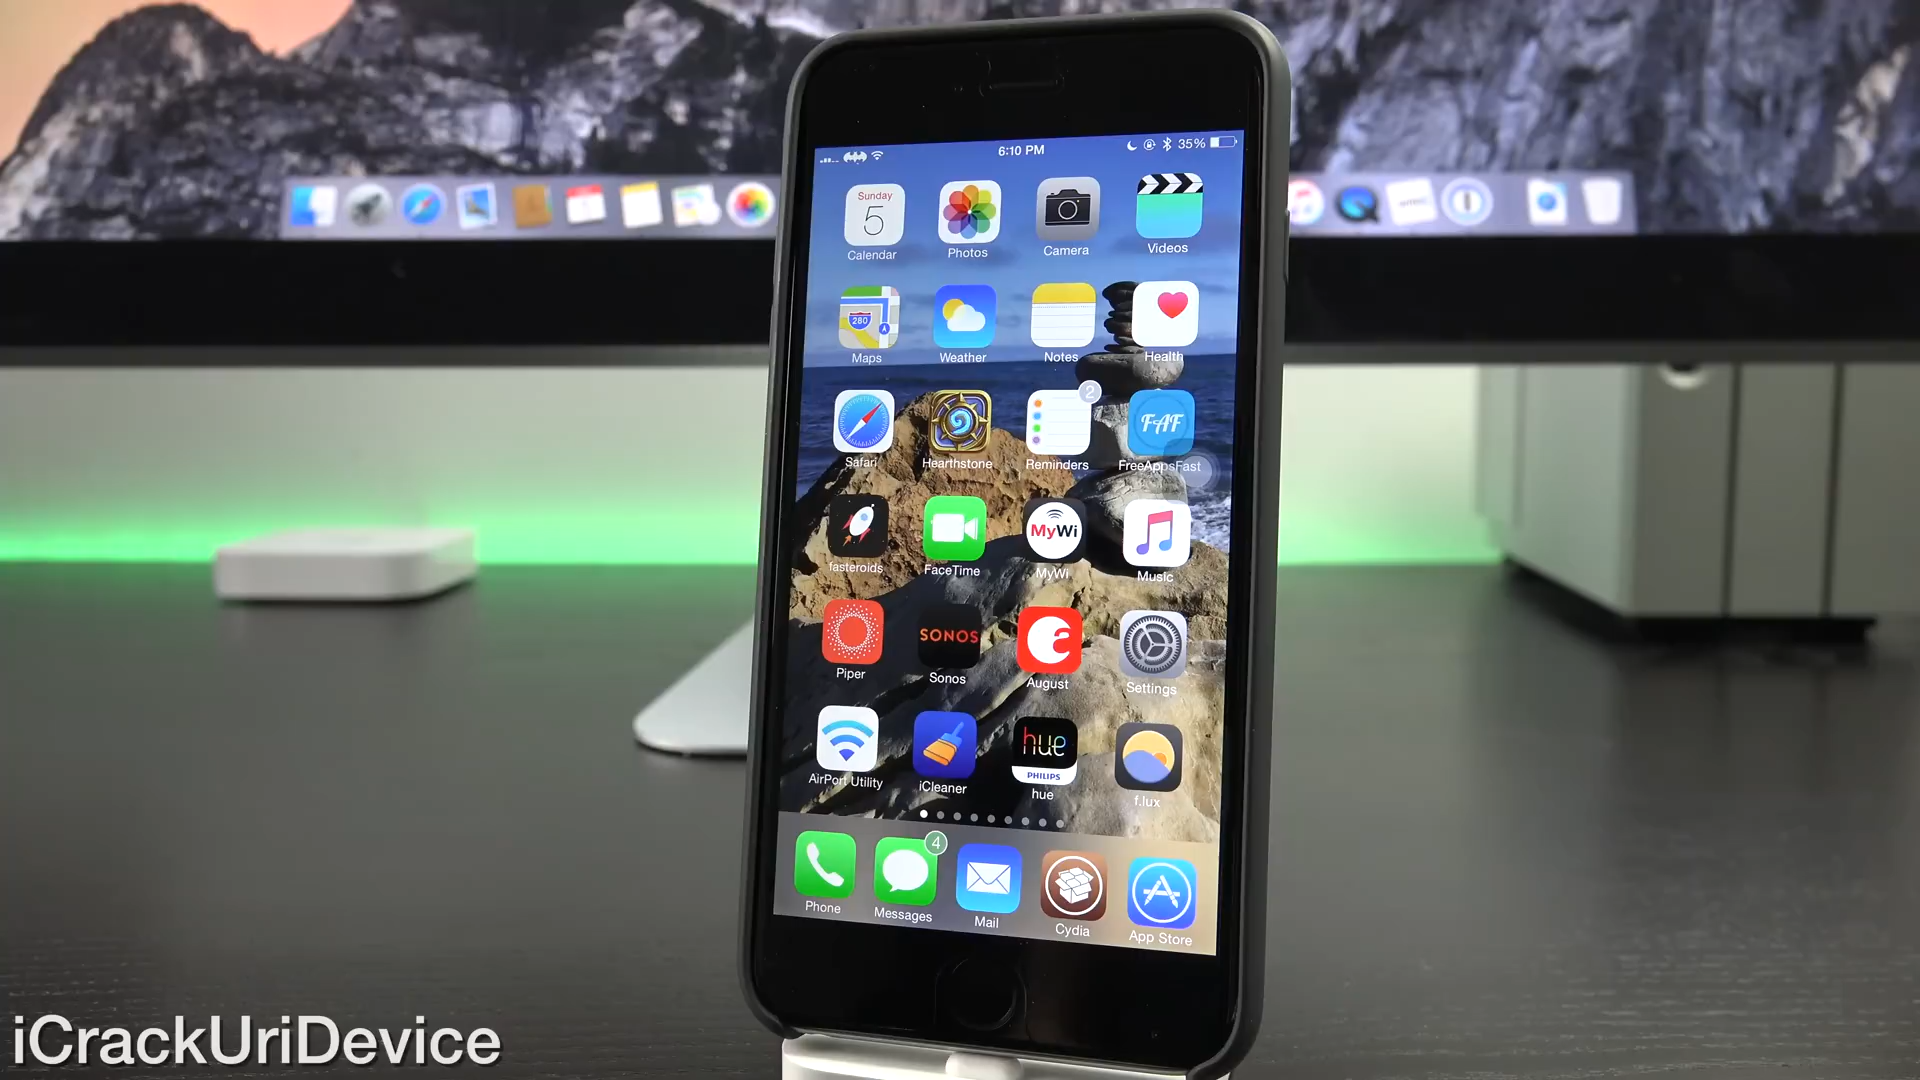 6:10 PM
35%
Sunday
5
Calendar
Photos
Camera
Videos
280
Maps
Weather
Notes
Health
2
FAF
Safari
Hearthstone
Reminders
FreeAppsFast
MyWi
fasteroids
FaceTime
MyWi
Music
SONOS
a
Piper
Sonos
August
Settings
hue
PHILIPS
AirPort Utility
iCleaner
hue
f.lux
4
Phone
Messages
Mail
Cydia
App Store
iCrackUriDevice